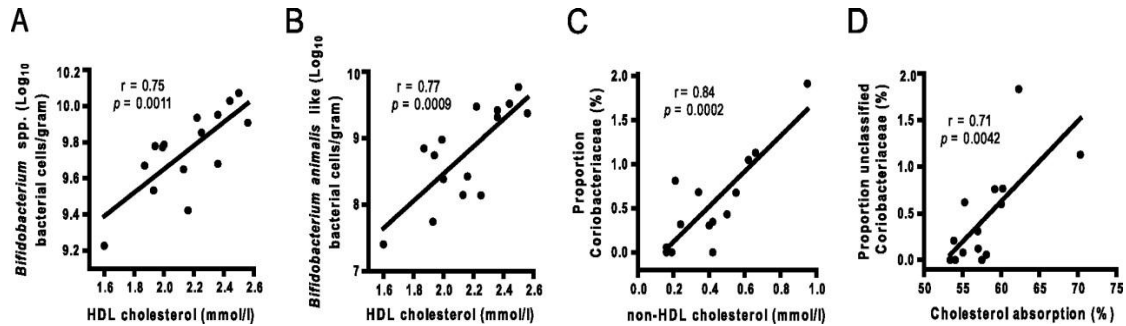 A
Bifidobacterium spp. (Log10
bacterial cells/gram)
10.2
10.0
9.8
9.6
9.4
9.2
r = 0.75
p = 0.0011
1.6
1.8
2.0
2.2
2.4
2.6
HDL cholesterol (mmol/l)
B
Bifidobacterium animalis like (Log10
bacterial cells/gram)
10
9
8
7
r = 0.77
p = 0.0009
1.6
1.8
2.0
2.2
2.4
2.6
HDL cholesterol (mmol/l)
C
Proportion
Coriobacteriaceae (%)
2.0
1.5
1.0
0.5
0.0
r = 0.84
p = 0.0002
0.0
0.2
0.4
0.6
0.8
1.0
non-HDL cholesterol (mmol/l)
D
Proportion unclassified
Coriobacteriaceae (%)
2.0
1.5
1.0
0.5
0.0
r = 0.71
p = 0.0042
50
55
60
65
70
75
Cholesterol absorption (%)